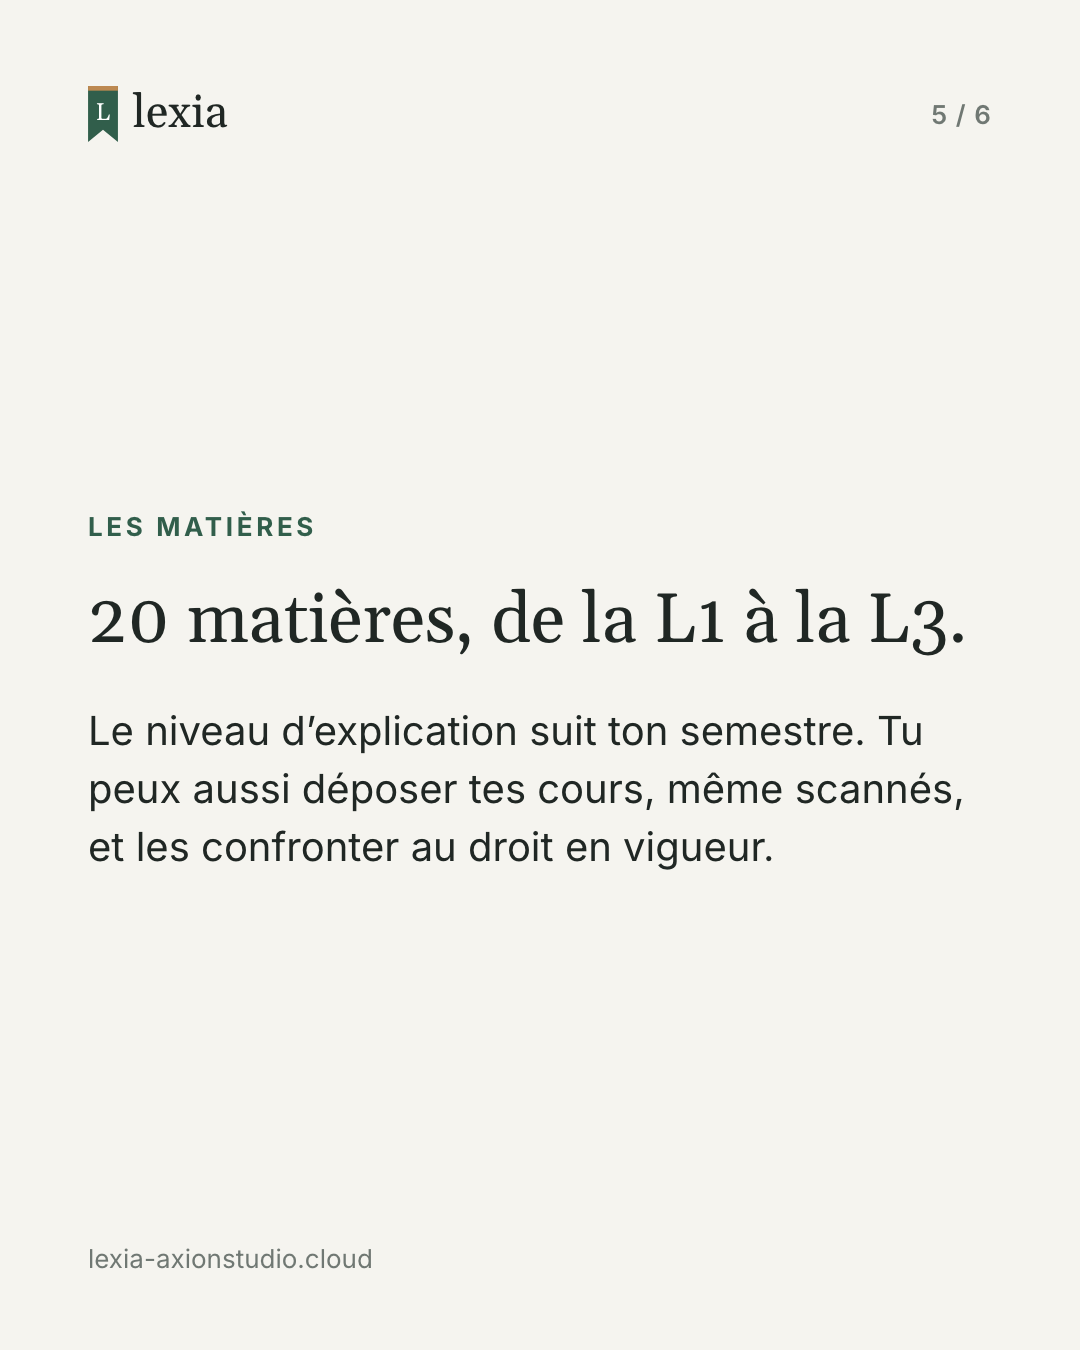 L lexia
5 / 6
LES MATIÈRES
20 matières, de la L1 à la L3.
Le niveau d’explication suit ton semestre. Tu
peux aussi déposer tes cours, même scannés,
et les confronter au droit en vigueur.
lexia-axionstudio.cloud